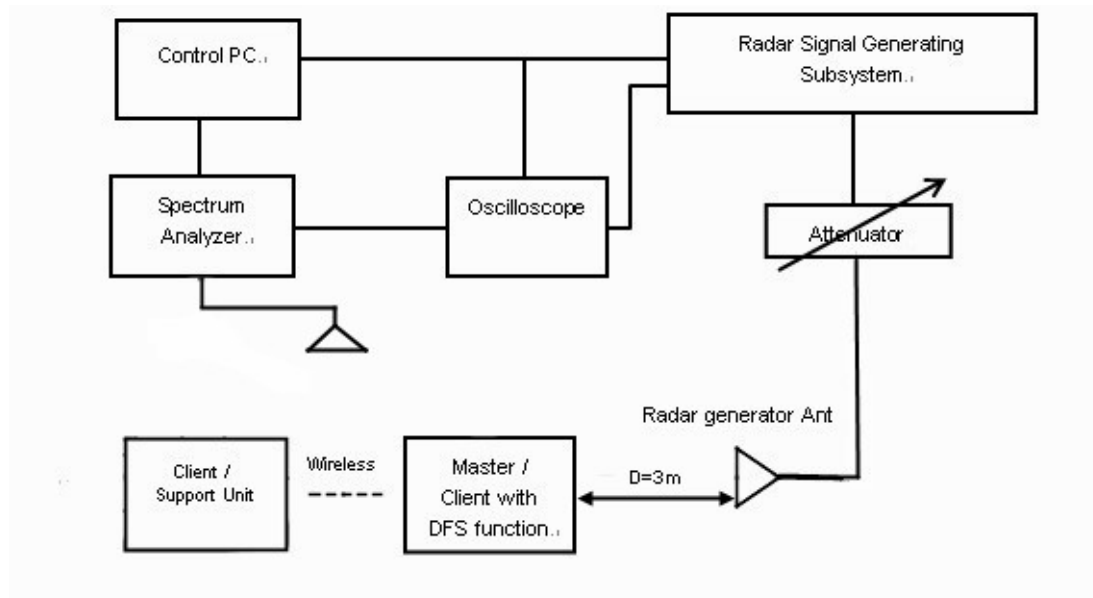 Control PC
Radar Signal Generating
Subsystem
Spectrum
Analyzer
Oscilloscope
Attenuator
Radar generator Ant
Client /
Support Unit
Wireless
Master /
Client with
DFS function
D=3m